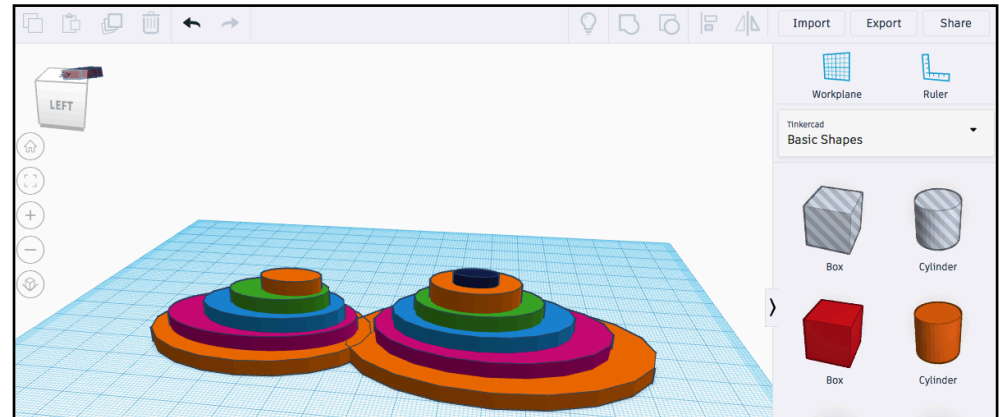 Import Export Share
LEFT
Workplane Ruler
Tinkercad
Basic Shapes
Box Cylinder
Box Cylinder